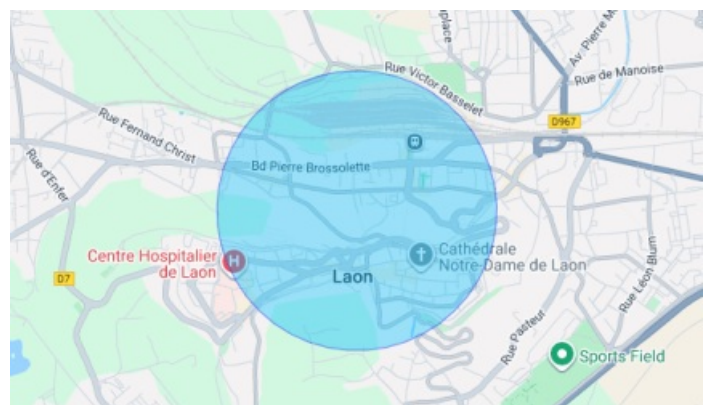 place
Av. Pierre M
Rue Victor Basselet
Rue de Manoise
D967
Rue Fernand Christ
Rue d'Enfer
Bd Pierre Brossolette
Centre Hospitalier
de Laon
H
Cathédrale
Notre-Dame de Laon
D7
Laon
Rue Léon Blum
Rue Pasteur
Sports Field